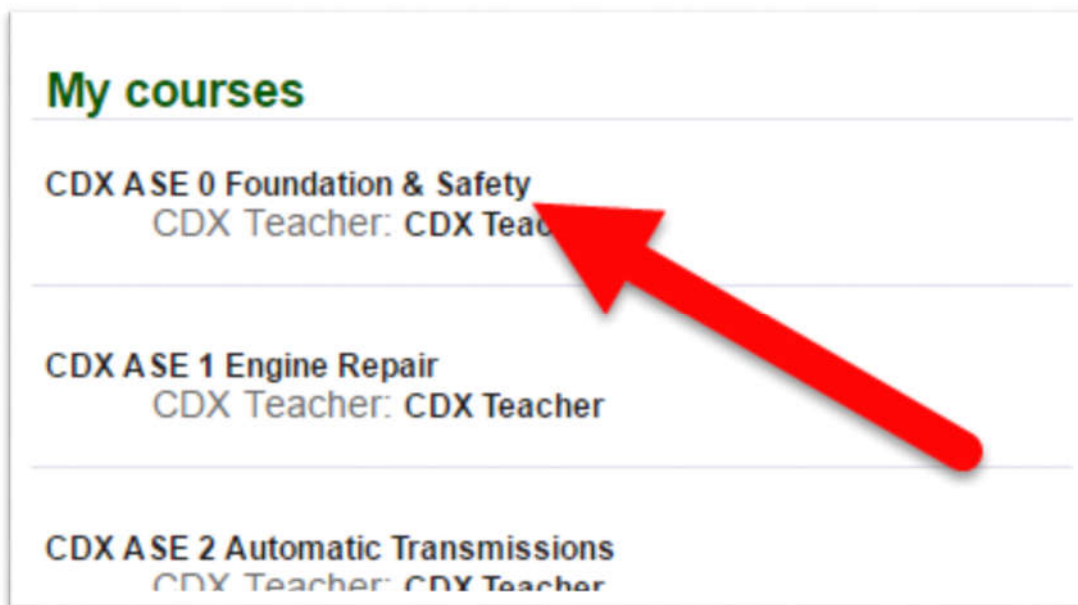 My courses
CDX ASE 0 Foundation & Safety
CDX Teacher: CDX
CDX ASE 1 Engine Repair
CDX Teacher: CDX Teacher
CDX ASE 2 Automatic Transmissions
CDX Teacher: CDX Teacher